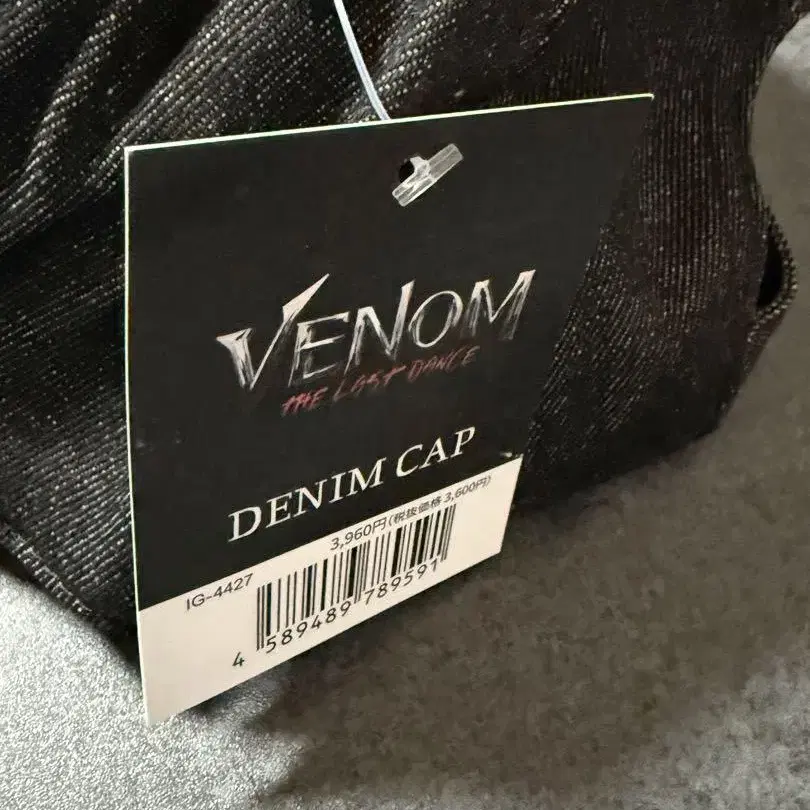 VENOM
THE LAST DANCE
DENIM CAP
3,960円(税抜価格 3,600円)
IG-4427
4 589489 789591